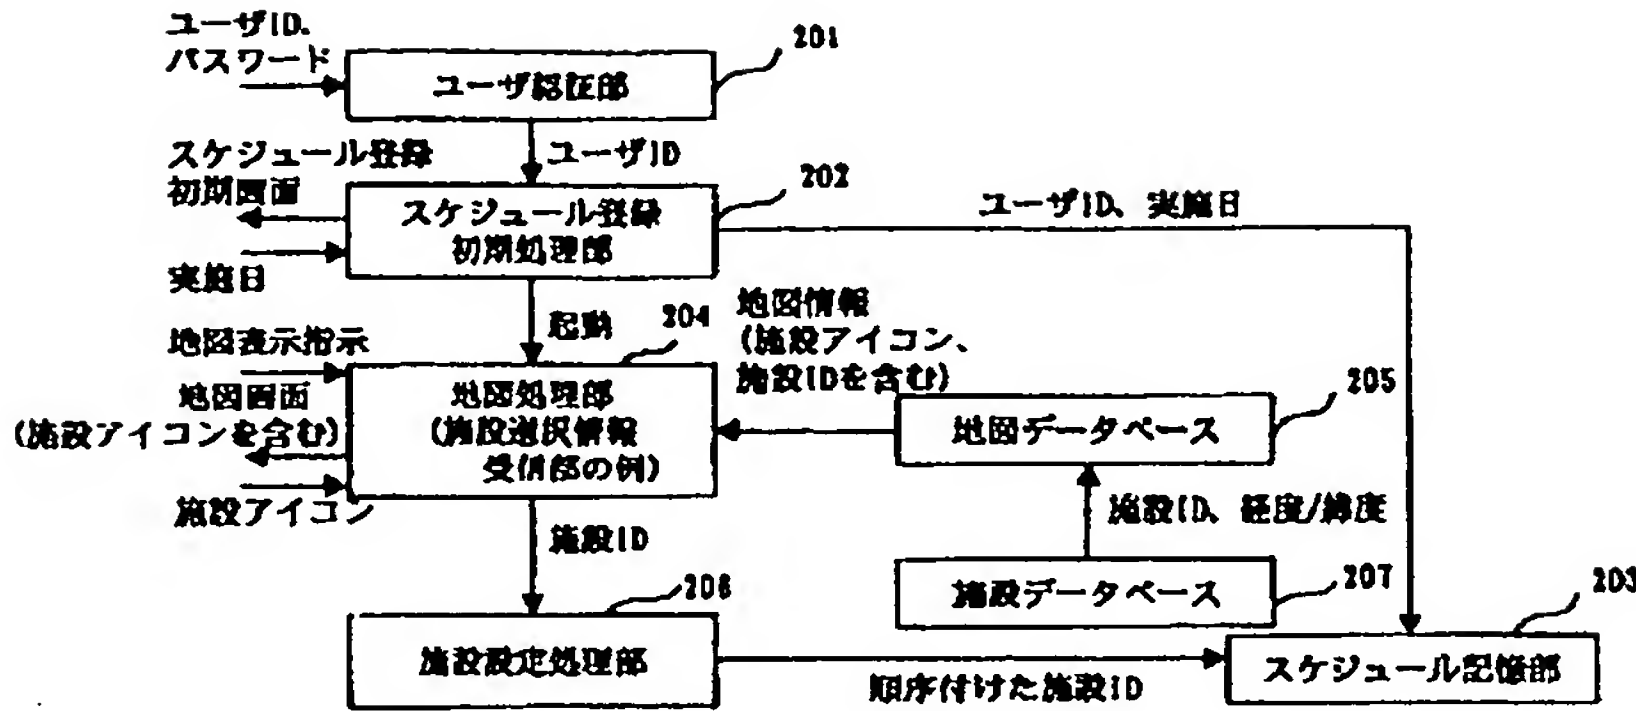 ユーザID、
パスワード
201
ユーザ認証部
スケジュール登録
初期画面
ユーザID
202
スケジュール登録
初期処理部
ユーザID、実施日
実施日
起動
204
地図情報
(施設アイコン、
施設IDを含む)
地図表示指示
地図画面
(施設アイコンを含む)
地図処理部
(施設選択情報
受信部の例)
205
地図データベース
施設アイコン
施設ID
施設ID、経度/緯度
206
207
施設データベース
203
施設設定処理部
順序付けた施設ID
スケジュール記憶部